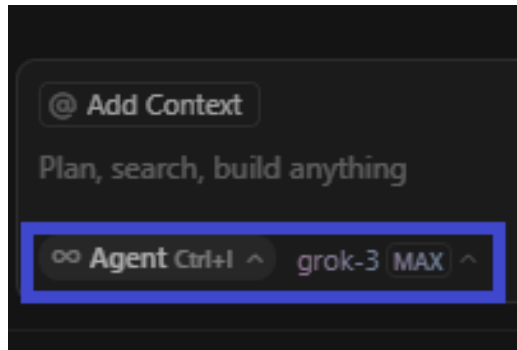 @ Add Context
Plan, search, build anything
∞ Agent Ctrl+I ^ grok-3 MAX ^